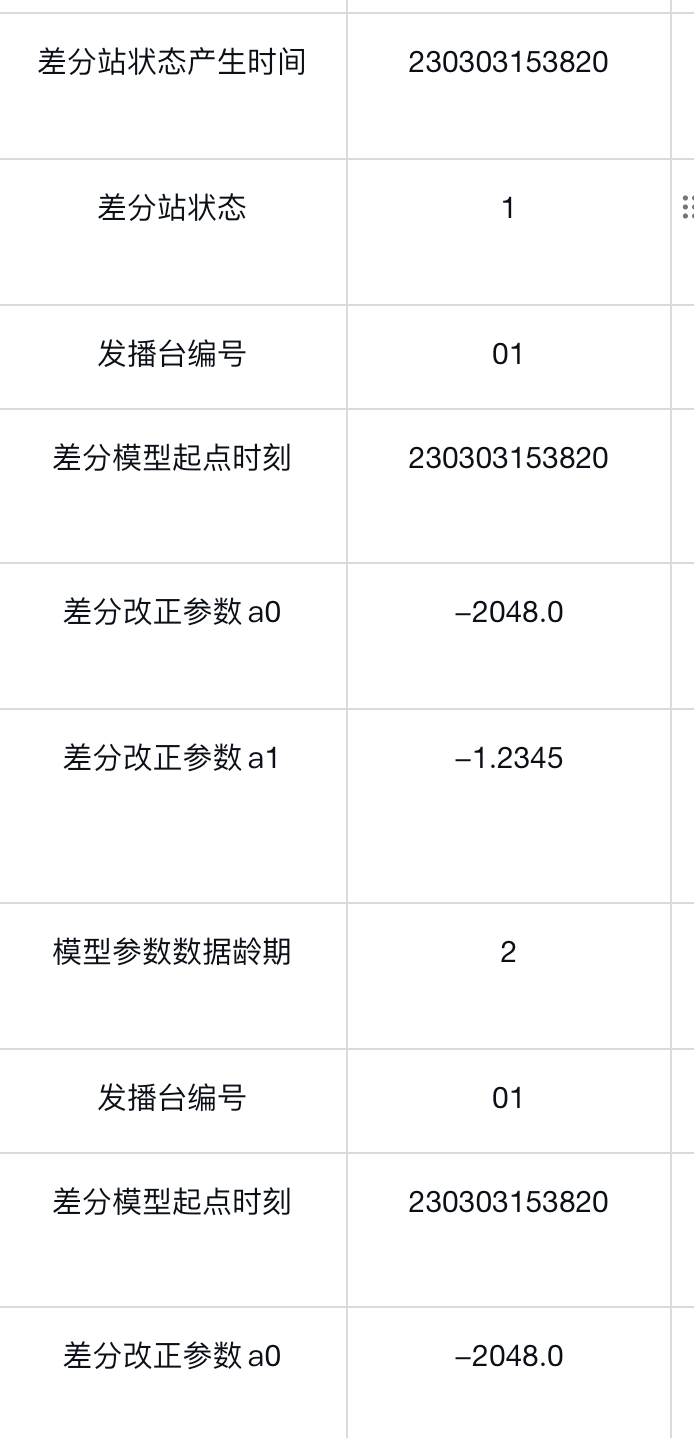 差分站状态产生时间 230303153820
差分站状态 1
发播台编号 01
差分模型起点时刻 230303153820
差分改正参数 a0 –2048.0
差分改正参数 a1 –1.2345
模型参数数据龄期 2
发播台编号 01
差分模型起点时刻 230303153820
差分改正参数 a0 –2048.0